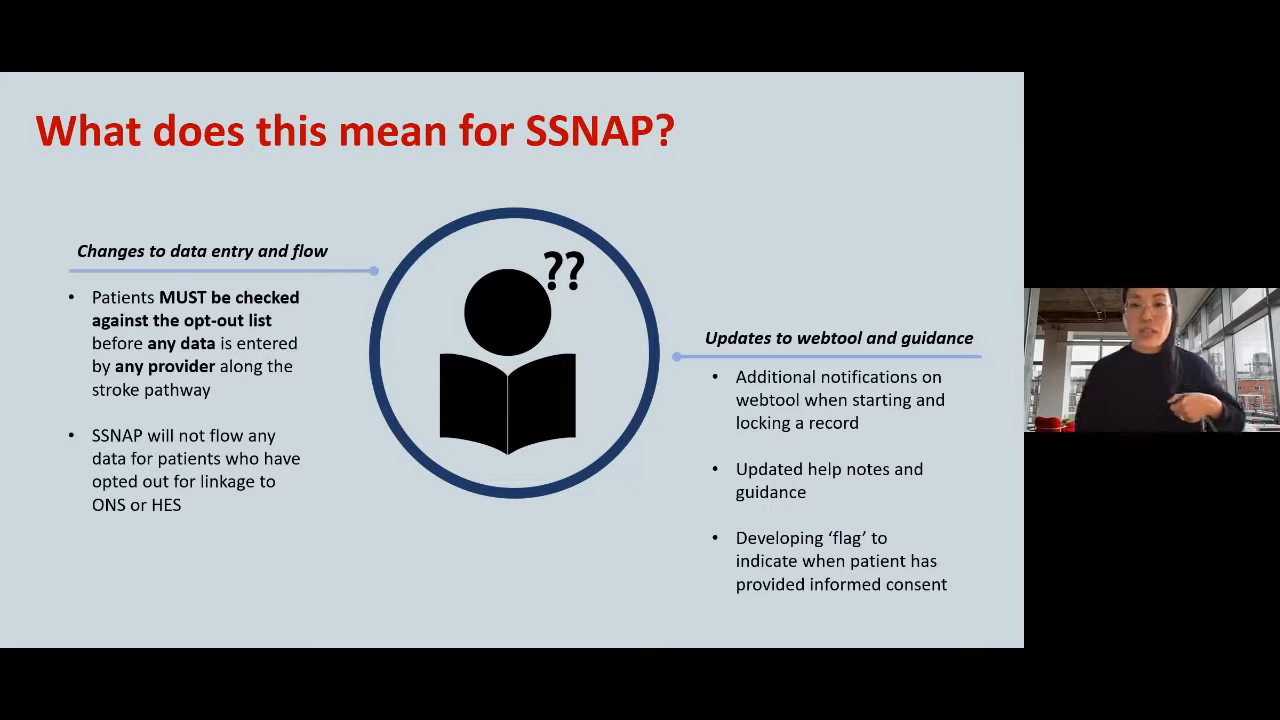 What does this mean for SSNAP?
Changes to data entry and flow
• Patients MUST be checked
against the opt-out list
before any data is entered
by any provider along the
stroke pathway
• SSNAP will not flow any
data for patients who have
opted out for linkage to
ONS or HES
??
Updates to webtool and guidance
• Additional notifications on
webtool when starting and
locking a record
• Updated help notes and
guidance
• Developing ‘flag’ to
indicate when patient has
provided informed consent